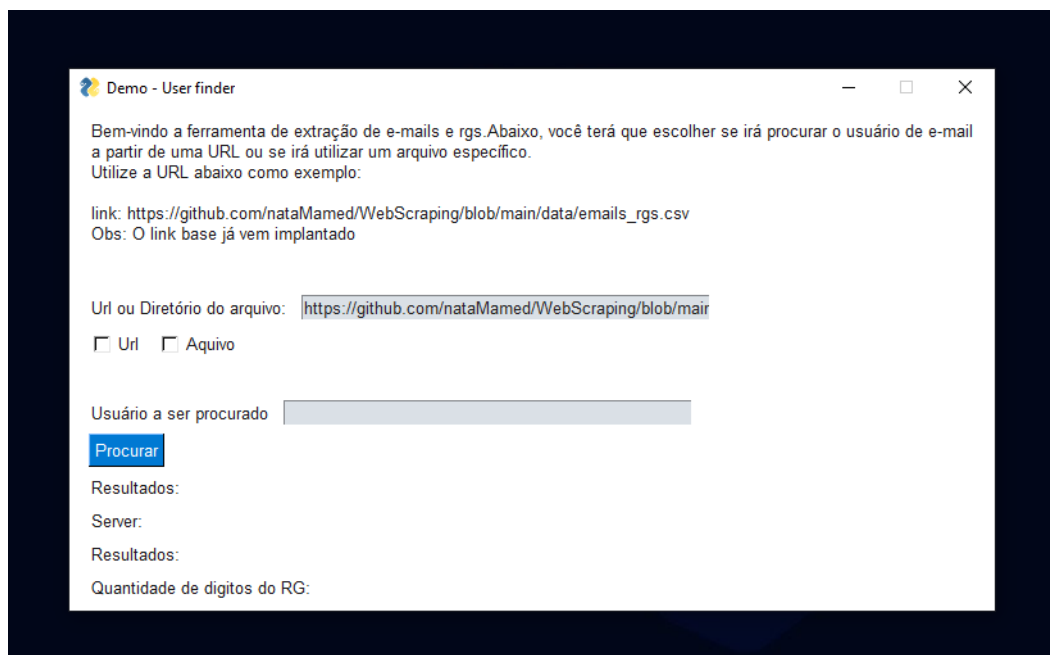 Demo - User finder
Bem-vindo a ferramenta de extração de e-mails e rgs.Abaixo, você terá que escolher se irá procurar o usuário de e-mail
a partir de uma URL ou se irá utilizar um arquivo específico.
Utilize a URL abaixo como exemplo:
link: https://github.com/nataMamed/WebScraping/blob/main/data/emails_rgs.csv
Obs: O link base já vem implantado
Url ou Diretório do arquivo: https://github.com/nataMamed/WebScraping/blob/mair
Url Aquivo
Usuário a ser procurado
Procurar
Resultados:
Server:
Resultados:
Quantidade de digitos do RG: